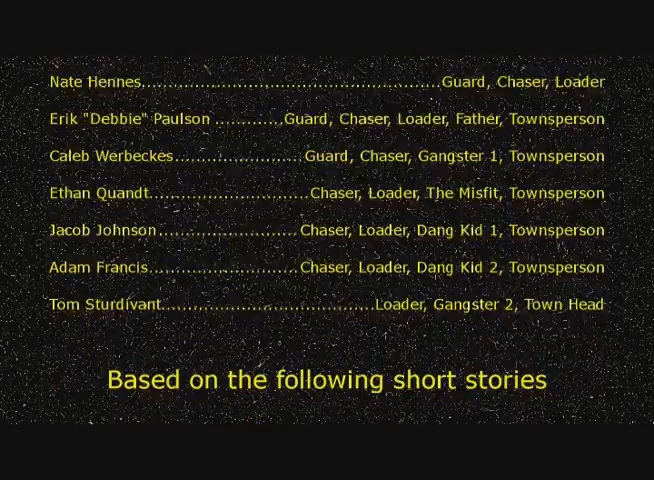 Nate Hennes..................................................Guard, Chaser, Loader
Erik "Debbie" Paulson ............Guard, Chaser, Loader, Father, Townsperson
Caleb Werbeckes........................Guard, Chaser, Gangster 1, Townsperson
Ethan Quandt..............................Chaser, Loader, The Misfit, Townsperson
Jacob Johnson..........................Chaser, Loader, Dang Kid 1, Townsperson
Adam Francis............................Chaser, Loader, Dang Kid 2, Townsperson
Tom Sturdivant........................................Loader, Gangster 2, Town Head
Based on the following short stories